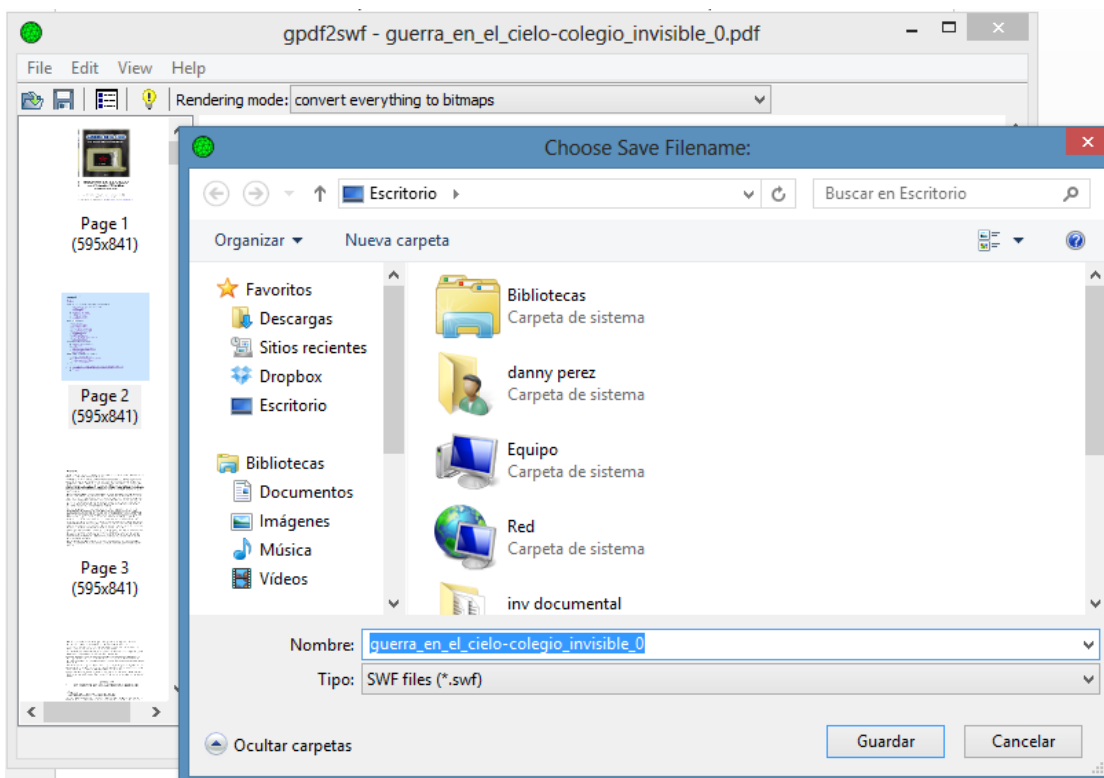 gpdf2swf - guerra_en_el_cielo-colegio_invisible_0.pdf
File Edit View Help
Rendering mode: convert everything to bitmaps
Page 1
(595x841)
Page 2
(595x841)
Page 3
(595x841)
Choose Save Filename:
Escritorio
Buscar en Escritorio
Organizar
Nueva carpeta
Favoritos
Descargas
Sitios recientes
Dropbox
Escritorio
Bibliotecas
Documentos
Imágenes
Música
Vídeos
Bibliotecas
Carpeta de sistema
danny perez
Carpeta de sistema
Equipo
Carpeta de sistema
Red
Carpeta de sistema
inv documental
Nombre: guerra_en_el_cielo-colegio_invisible_0
Tipo: SWF files (*.swf)
Ocultar carpetas
Guardar
Cancelar